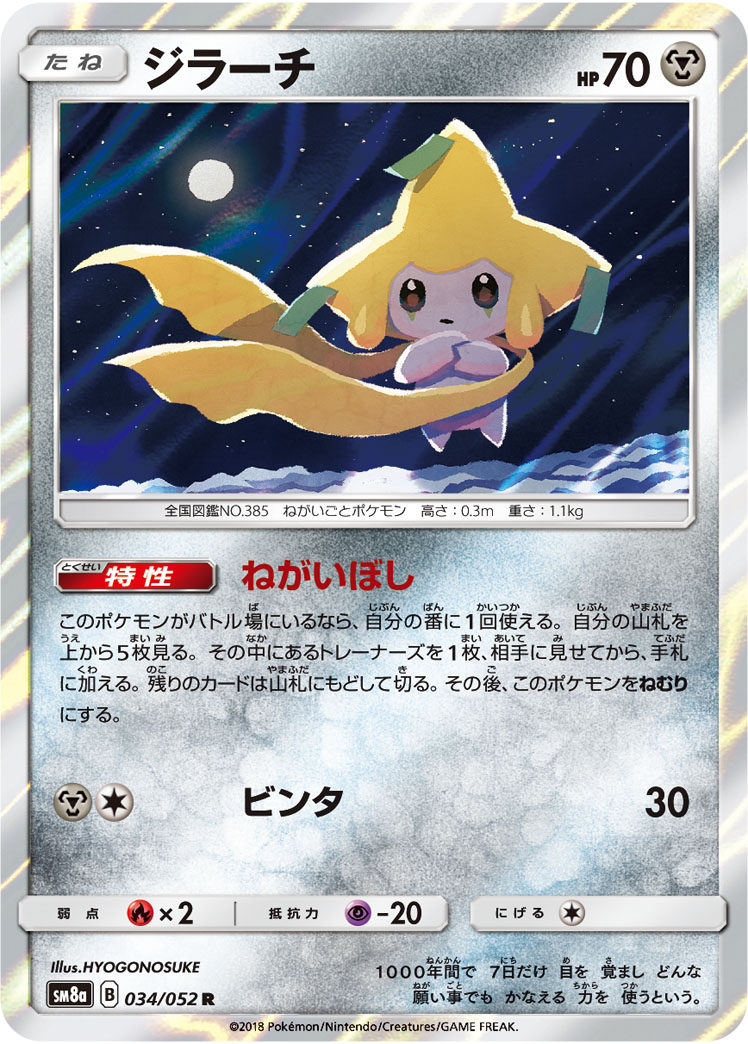 たね ジラーチ HP70
全国図鑑NO.385 ねがいごとポケモン 高さ:0.3m 重さ:1.1kg
とくせい
特性 ねがいぼし
このポケモンがバトル場にいるなら、自分の番に1回使える。自分の山札を
上から5枚見る。その中にあるトレーナーズを1枚、相手に見せてから、手札
に加える。残りのカードは山札にもどして切る。その後、このポケモンをねむり
にする。
ビンタ 30
弱点 ×2 抵抗力 -20 にげる
Illus.HYOGONOSUKE
1000年間で 7日だけ 目を 覚まし どんな
願い事でも かなえる 力を 使うという。
SM8a B 034/052 R
©2018 Pokémon/Nintendo/Creatures/GAME FREAK.